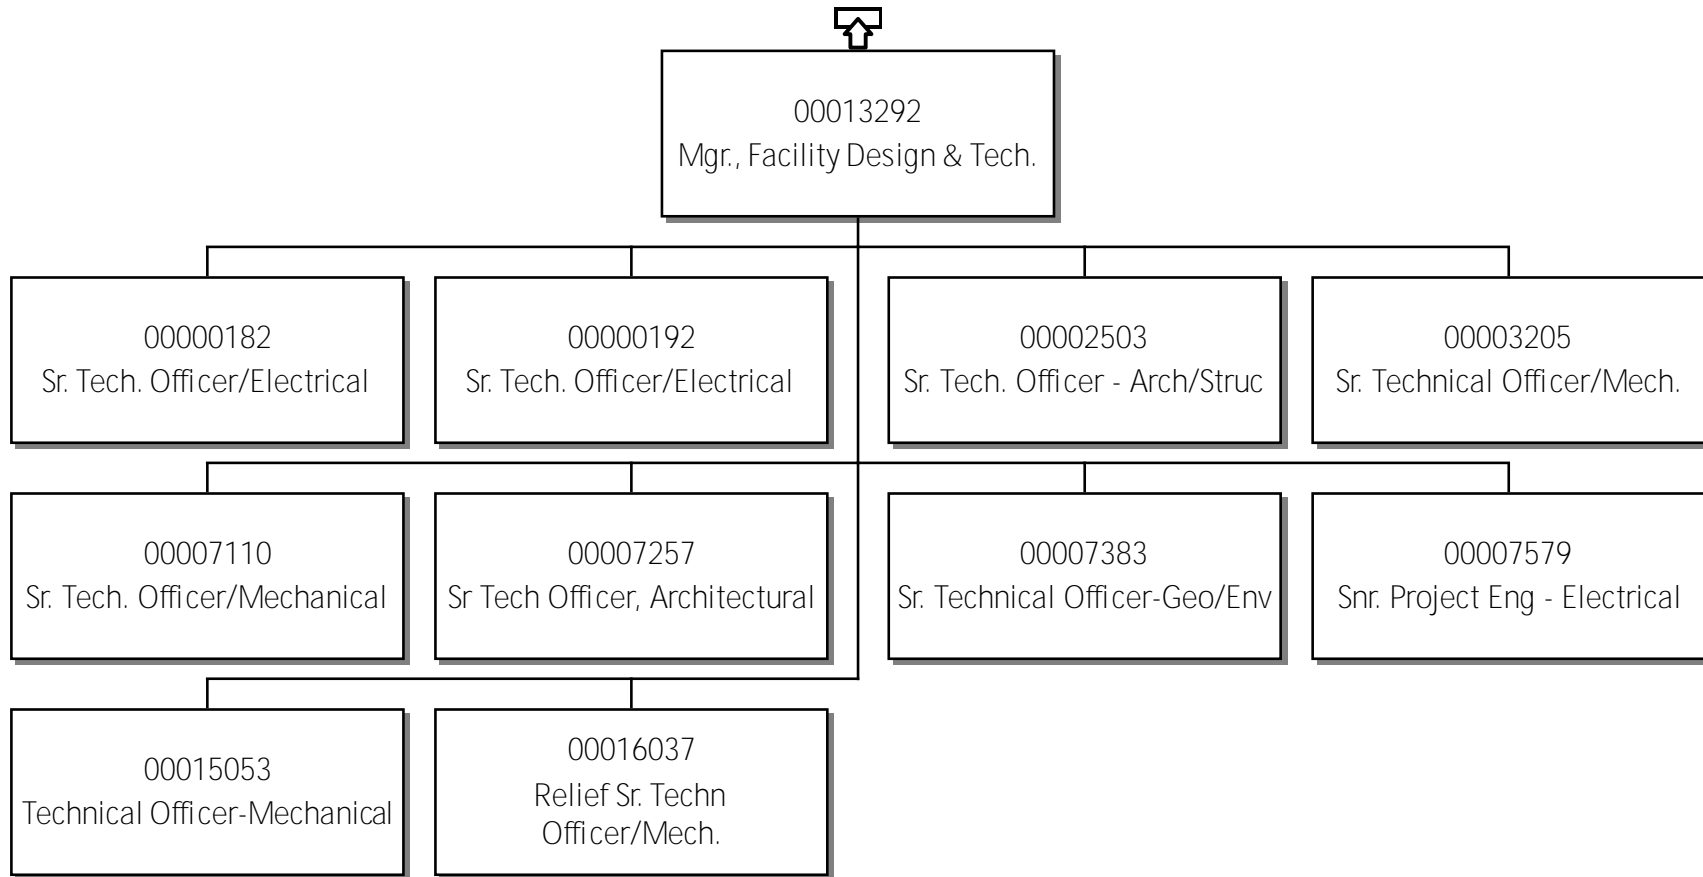 00013292
Mgr., Facility Design & Tech.
00000182
Sr. Tech. Officer/Electrical
00000192
Sr. Tech. Officer/Electrical
00002503
Sr. Tech. Officer - Arch/Struc
00003205
Sr. Technical Officer/Mech.
00007110
Sr. Tech. Officer/Mechanical
00007257
Sr Tech Officer, Architectural
00007383
Sr. Technical Officer-Geo/Env
00007579
Snr. Project Eng - Electrical
00015053
Technical Officer-Mechanical
00016037
Relief Sr. Techn
Officer/Mech.